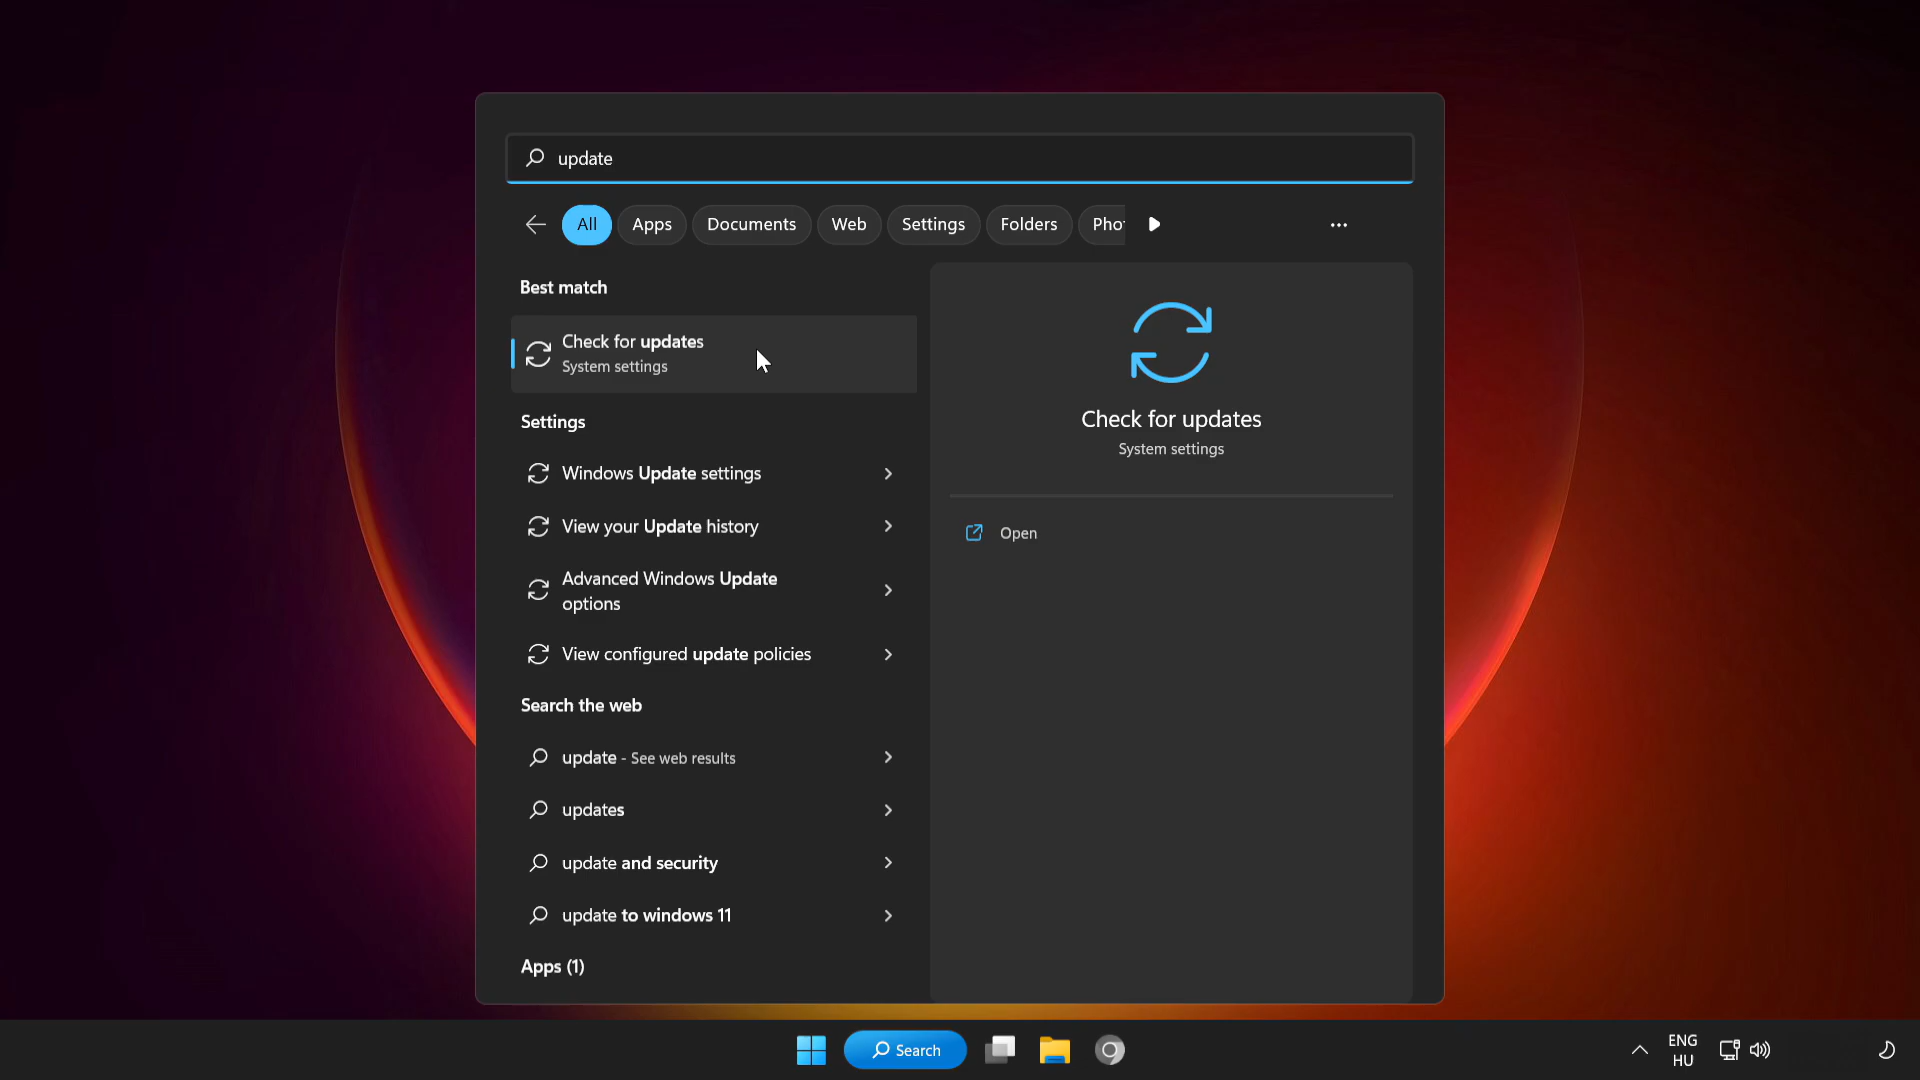 update
All Apps Documents Web Settings Folders Pho
Best match
Check for updates
System settings
Settings
Windows Update settings
View your Update history
Advanced Windows Update
options
View configured update policies
Search the web
update - See web results
updates
update and security
update to windows 11
Apps (1)
Check for updates
System settings
Open
Search
ENG
HU